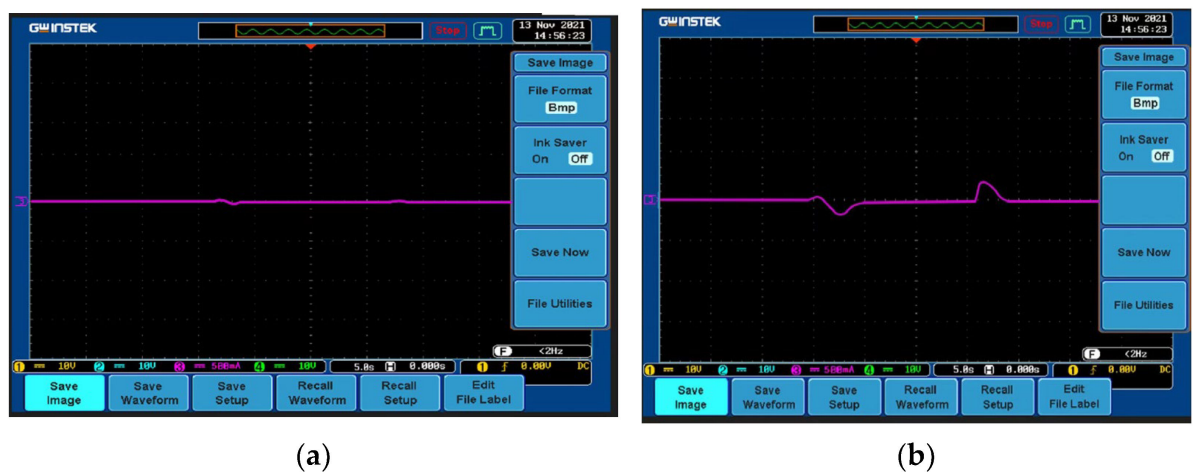 GWINSTEK
Stop
13 Nov 2021
14:56:23
Save Image
File Format
Bmp
Ink Saver
On Off
Save Now
File Utilities
F <2Hz
1 10V 2 10V 3 500mA 4 10V 5.0s H 0.000s 1 0.00V DC
Save Image
Save Waveform
Save Setup
Recall Waveform
Recall Setup
Edit File Label
(a)
GWINSTEK
Stop
13 Nov 2021
14:56:23
Save Image
File Format
Bmp
Ink Saver
On Off
Save Now
File Utilities
F <2Hz
1 10V 2 10V 3 500mA 4 10V 5.0s H 0.000s 1 0.00V DC
Save Image
Save Waveform
Save Setup
Recall Waveform
Recall Setup
Edit File Label
(b)